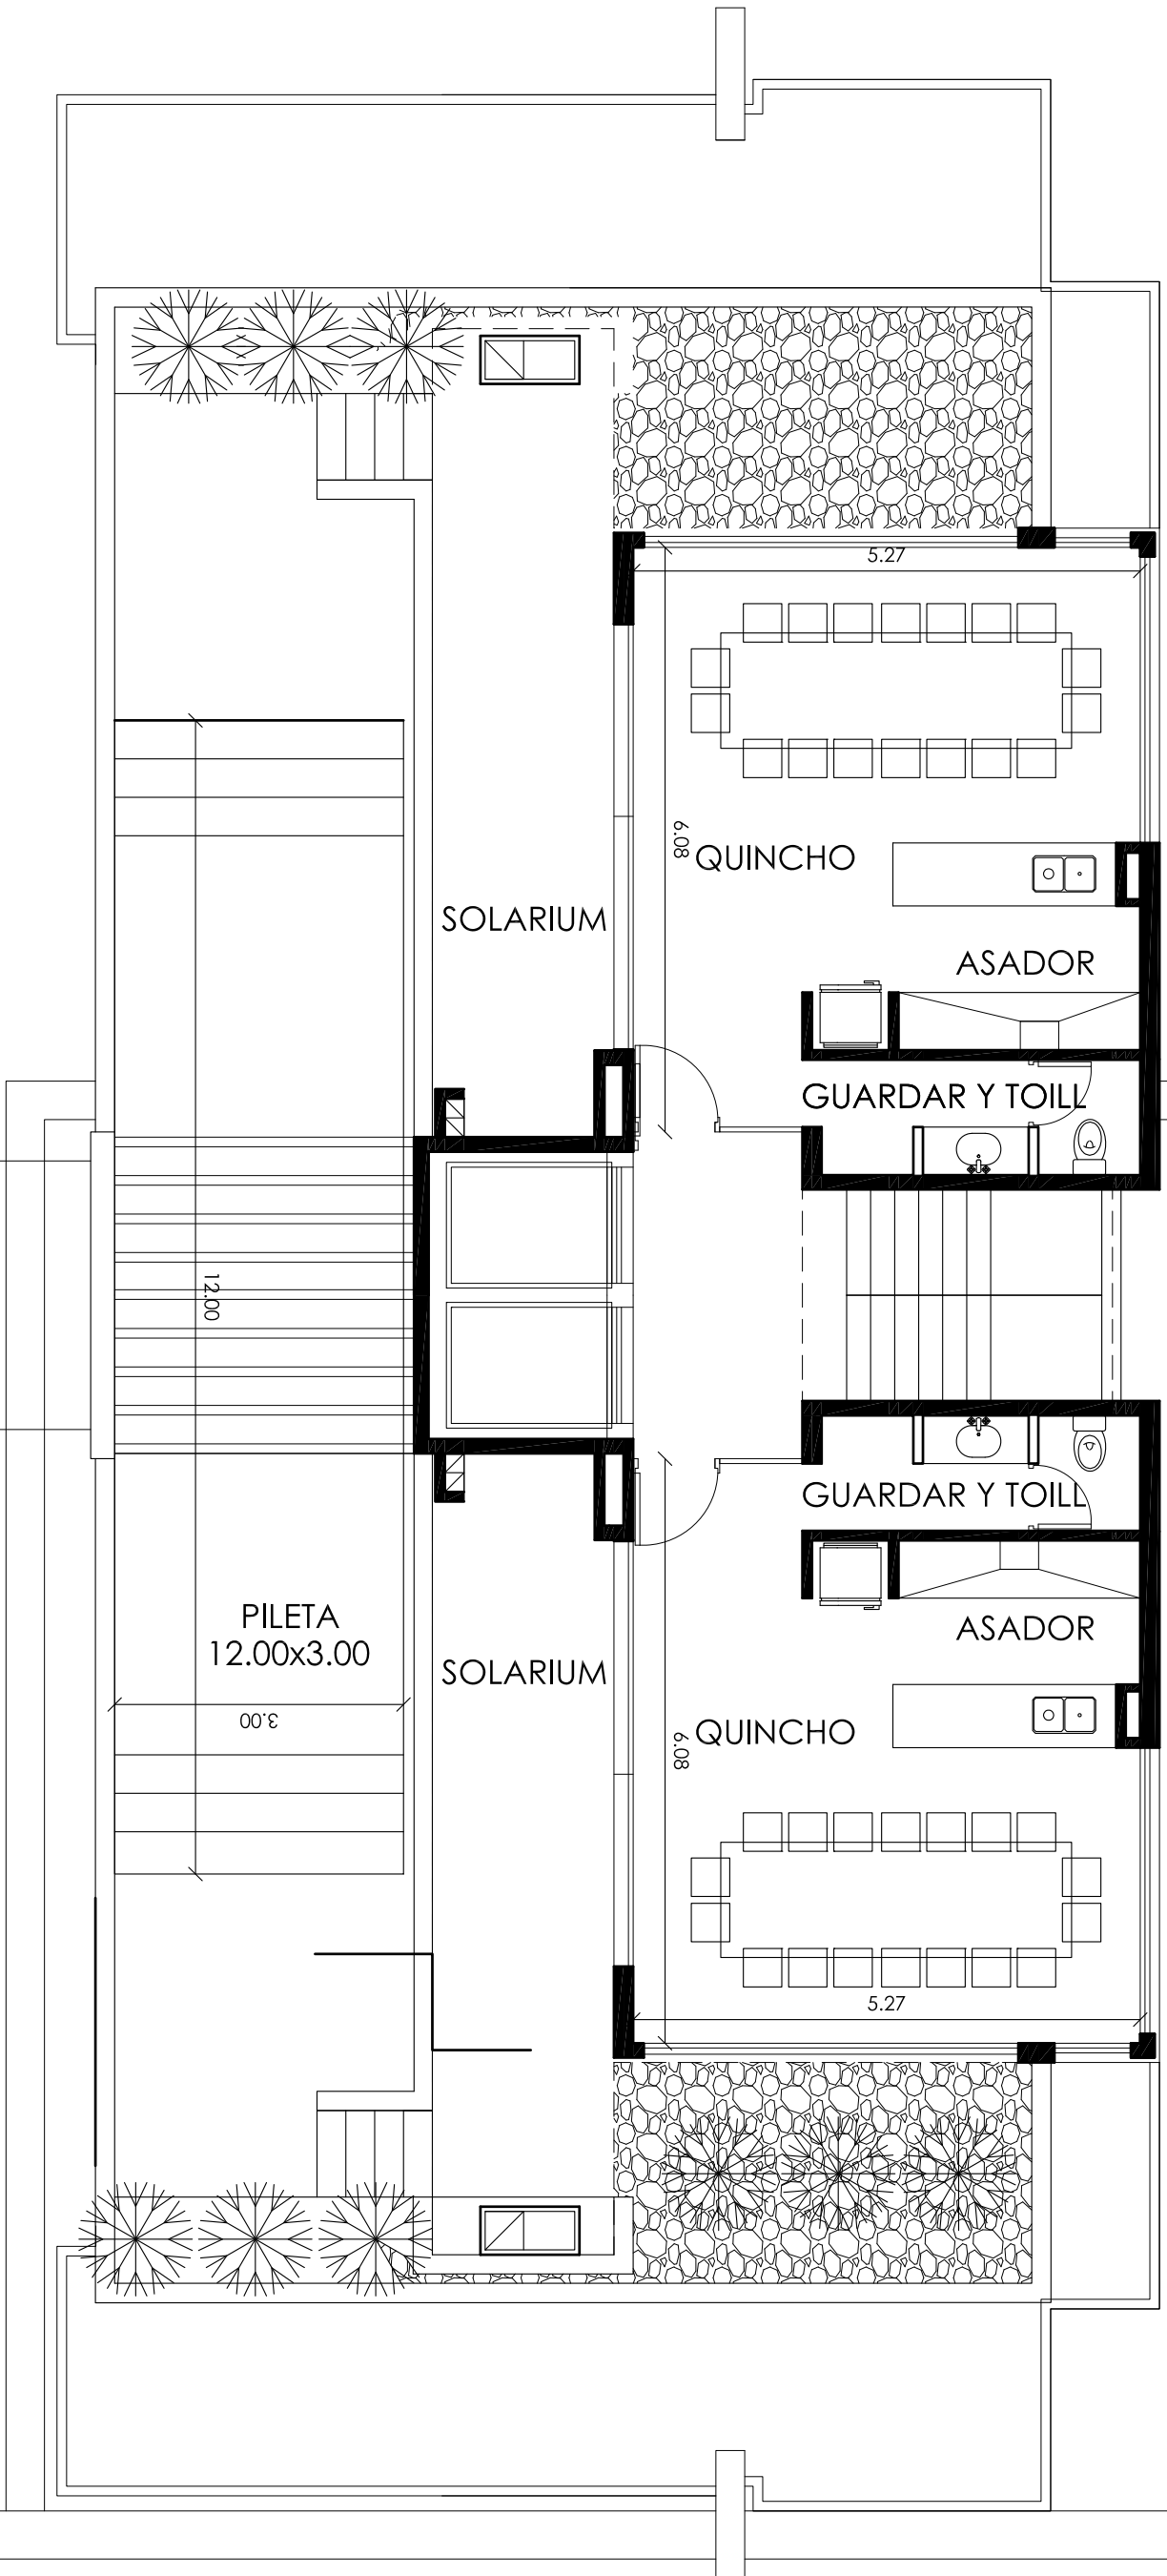 5.27
6.08
QUINCHO
SOLARIUM
ASADOR
GUARDAR Y TOILL
12.00
GUARDAR Y TOILL
PILETA
12.00x3.00
ASADOR
SOLARIUM
3.00
QUINCHO
6.08
5.27